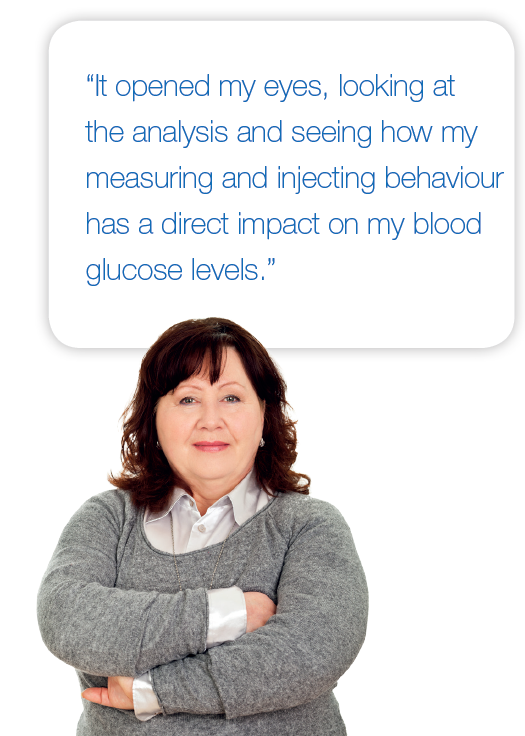 “It opened my eyes, looking at
the analysis and seeing how my
measuring and injecting behaviour
has a direct impact on my blood
glucose levels.”